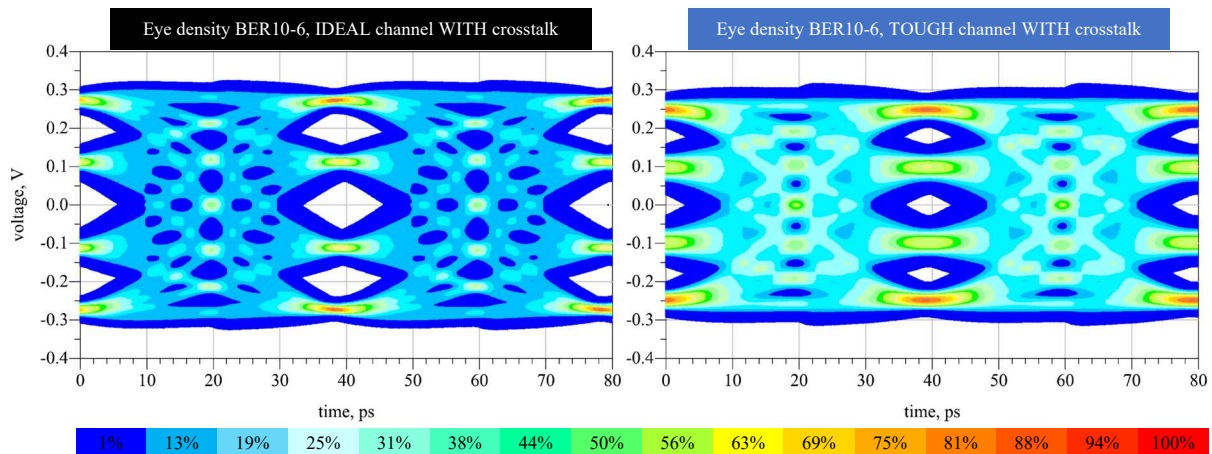 Eye density BER10-6, IDEAL channel WITH crosstalk
Eye density BER10-6, TOUGH channel WITH crosstalk
voltage, V
0.4
0.3
0.2
0.1
0.0
-0.1
-0.2
-0.3
-0.4
0 10 20 30 40 50 60 70 80
time, ps
0.4
0.3
0.2
0.1
0.0
-0.1
-0.2
-0.3
-0.4
0 10 20 30 40 50 60 70 80
time, ps
1% 13% 19% 25% 31% 38% 44% 50% 56% 63% 69% 75% 81% 88% 94% 100%